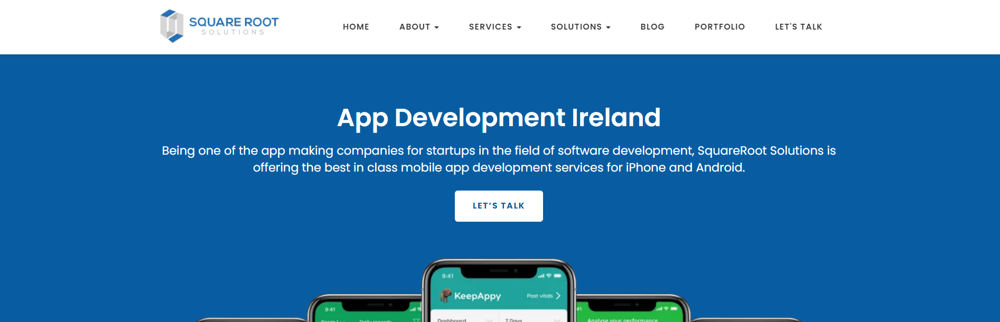 SQUARE ROOT
SOLUTIONS
HOME
ABOUT
SERVICES
SOLUTIONS
BLOG
PORTFOLIO
LET'S TALK
App Development Ireland
Being one of the app making companies for startups in the field of software development, SquareRoot Solutions is
offering the best in class mobile app development services for iPhone and Android.
LET'S TALK
9:41
KeepAppy
Past vitals
Dashboard
7 Days
9:41
Daily records
41
Analyse your performance